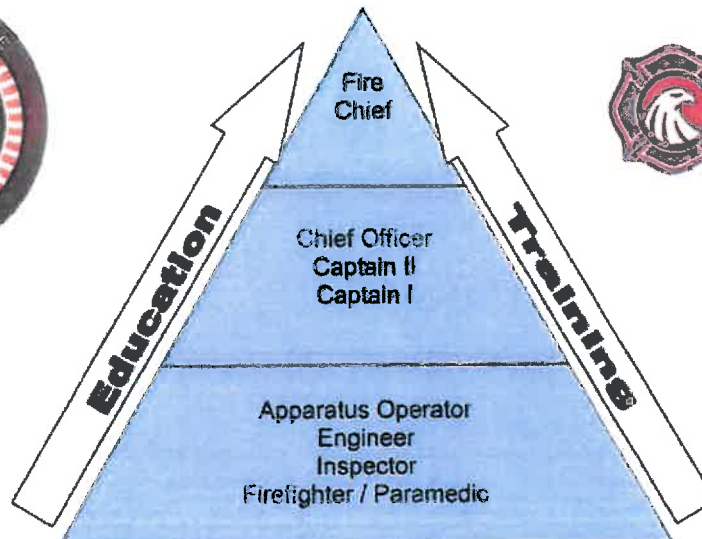 Fire
Chief
Education
Training
Chief Officer
Captain II
Captain I
Apparatus Operator
Engineer
Inspector
Firefighter / Paramedic